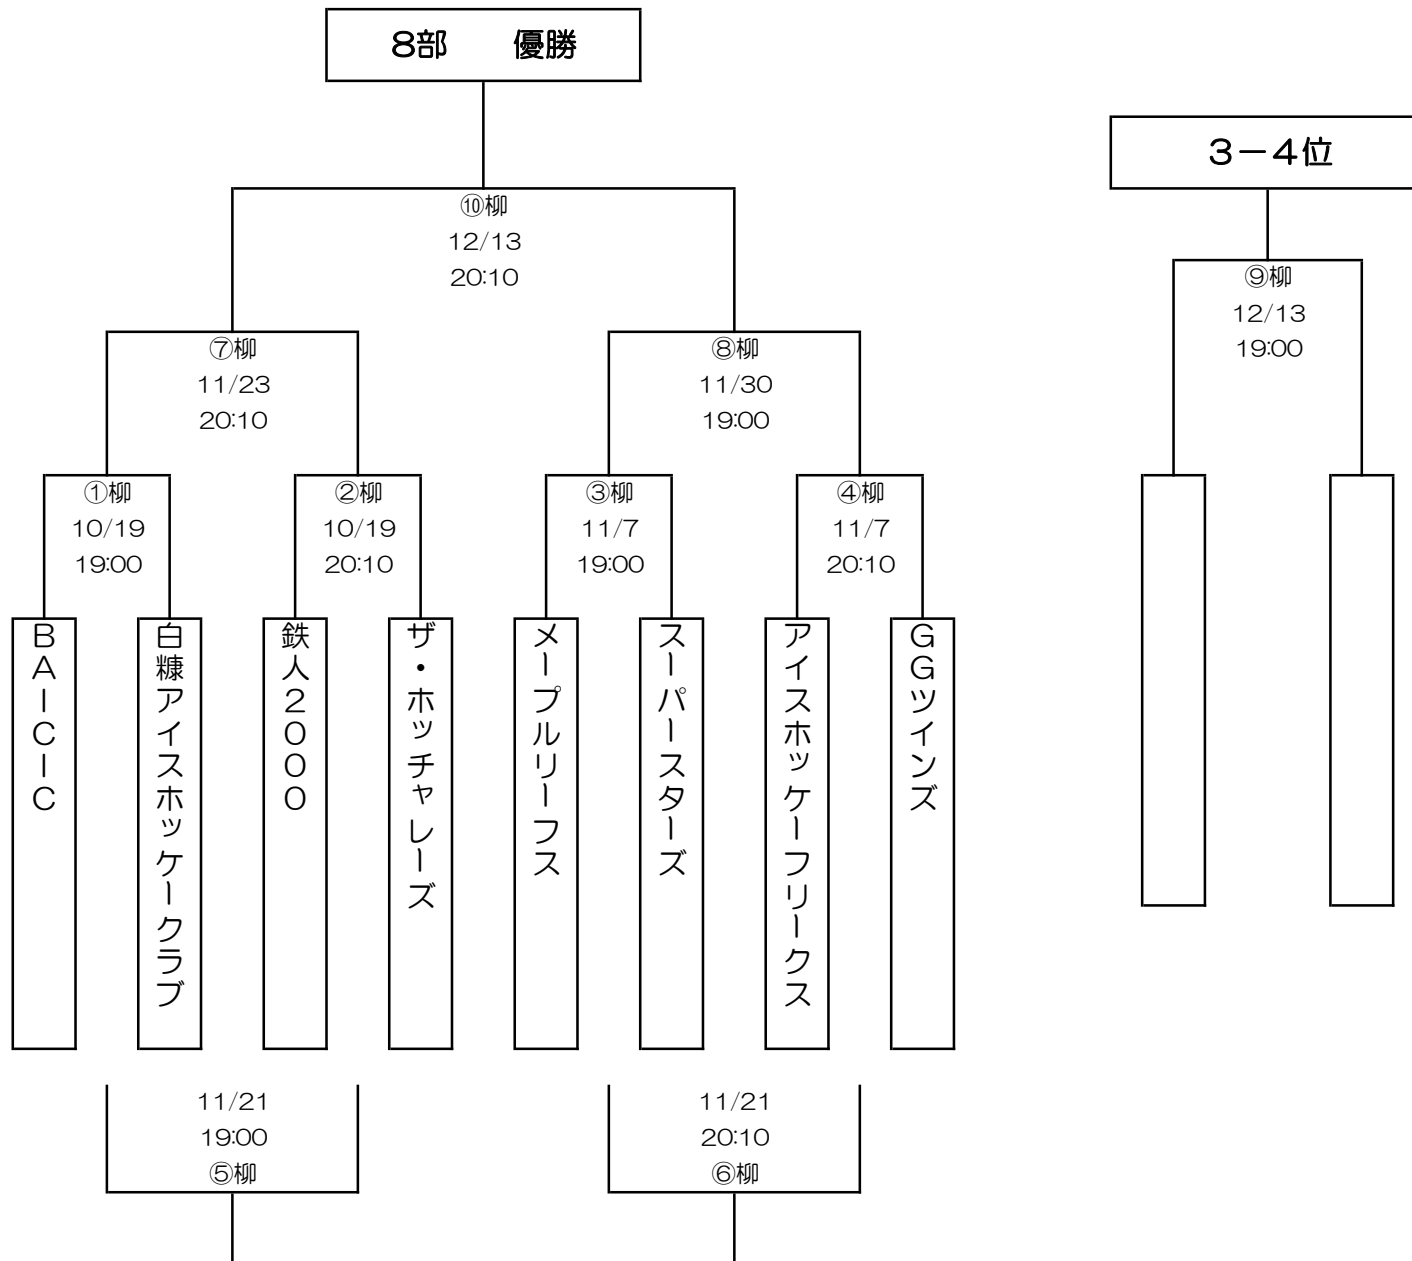 8部　優勝
3－4位
⑩柳
12/13
20:10
⑨柳
12/13
19:00
⑦柳
11/23
20:10
⑧柳
11/30
19:00
①柳
10/19
19:00
②柳
10/19
20:10
③柳
11/7
19:00
④柳
11/7
20:10
BAICIC
白糠アイスホッケークラブ
鉄人2000
ザ・ホッチャレーズ
メープルリーフス
スーパースターズ
アイスホッケーフリークス
GGツインズ
11/21
19:00
⑤柳
11/21
20:10
⑥柳